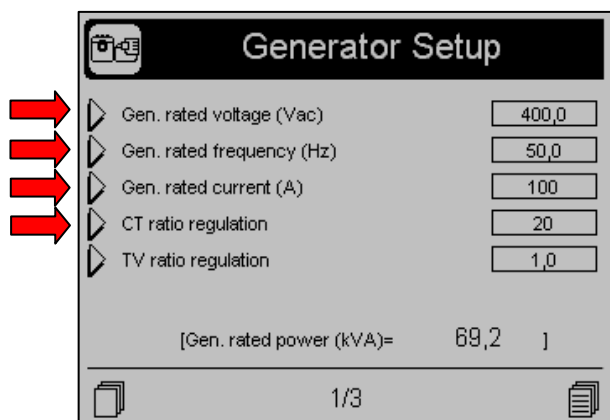 Generator Setup
Gen. rated voltage (Vac) 400,0
Gen. rated frequency (Hz) 50,0
Gen. rated current (A) 100
CT ratio regulation 20
TV ratio regulation 1,0
[Gen. rated power (kVA)= 69,2 ]
1/3